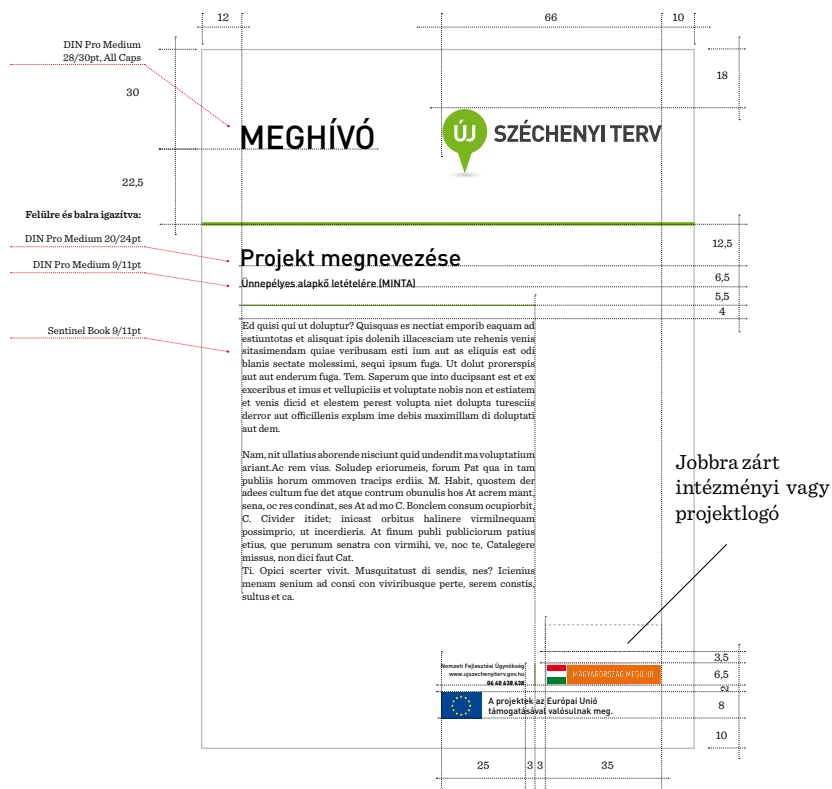 12
66
10
DIN Pro Medium
28/30pt, All Caps
18
30
MEGHÍVÓ
ÚJ SZÉCHENYI TERV
22,5
Felülre és balra igazítva:
DIN Pro Medium 20/24pt
Projekt megnevezése
12,5
DIN Pro Medium 9/11pt
Ünnepélyes alapkő letételére (MINTA)
6,5
5,5
4
Sentinel Book 9/11pt
Ed quisi qui ut doluptur? Quisquas es nectiat emporib eaquam ad
estiuntotas et alisquat ipis dolenih illacesciam ute rehenis venis
sitasimendam quiae veribusam esti ium aut as eliquis est odi
blanis sectate molessimi, sequi ipsum fuga. Ut dolut prorerspis
aut aut enderum fuga. Tem. Saperum que into ducipsant est et ex
exceribus et imus et vellupiciis et voluptate nobis non et estiatem
et venis dicid et elestem perest volupta niet dolupta turesciis
derror aut officillenis explam ime debis maximillam di doluptati
aut dem.
Nam, nit ullatius aborende nisciunt quid undendit ma voluptatium
ariant.Ac rem vius. Soludep eriorumeis, forum Pat qua in tam
publiis horum ommoven tracips erdiis. M. Habit, quostem der
adees cultum fue det atque contrum obunulis hos At acrem mant,
sena, oc res condinat, ses At ad mo C. Bonclem consum ocupiorbit,
C. Civider itidet; inicast orbitus halinere virmilnequam
possimprio, ut incerdieris. At finum publi publiciorum patius
etius, que perunum senatra con virmihi, ve, noc te, Catalegere
missus, non dici faut Cat.
Ti. Opici scerter vivit. Musquitatust di sendis, nes? Icienius
menam senium ad consi con viviribusque perte, serem constis,
sultus et ca.
Jobbra zárt
intézményi vagy
projektlogó
3,5
Nemzeti Fejlesztési Ügynökség
www.ujszechenyiterv.gov.hu
06 40 638 638
MAGYARORSZÁG MEGÚJUL
6,5
2
A projektek az Európai Unió
támogatásával valósulnak meg.
8
10
25
3 3
35